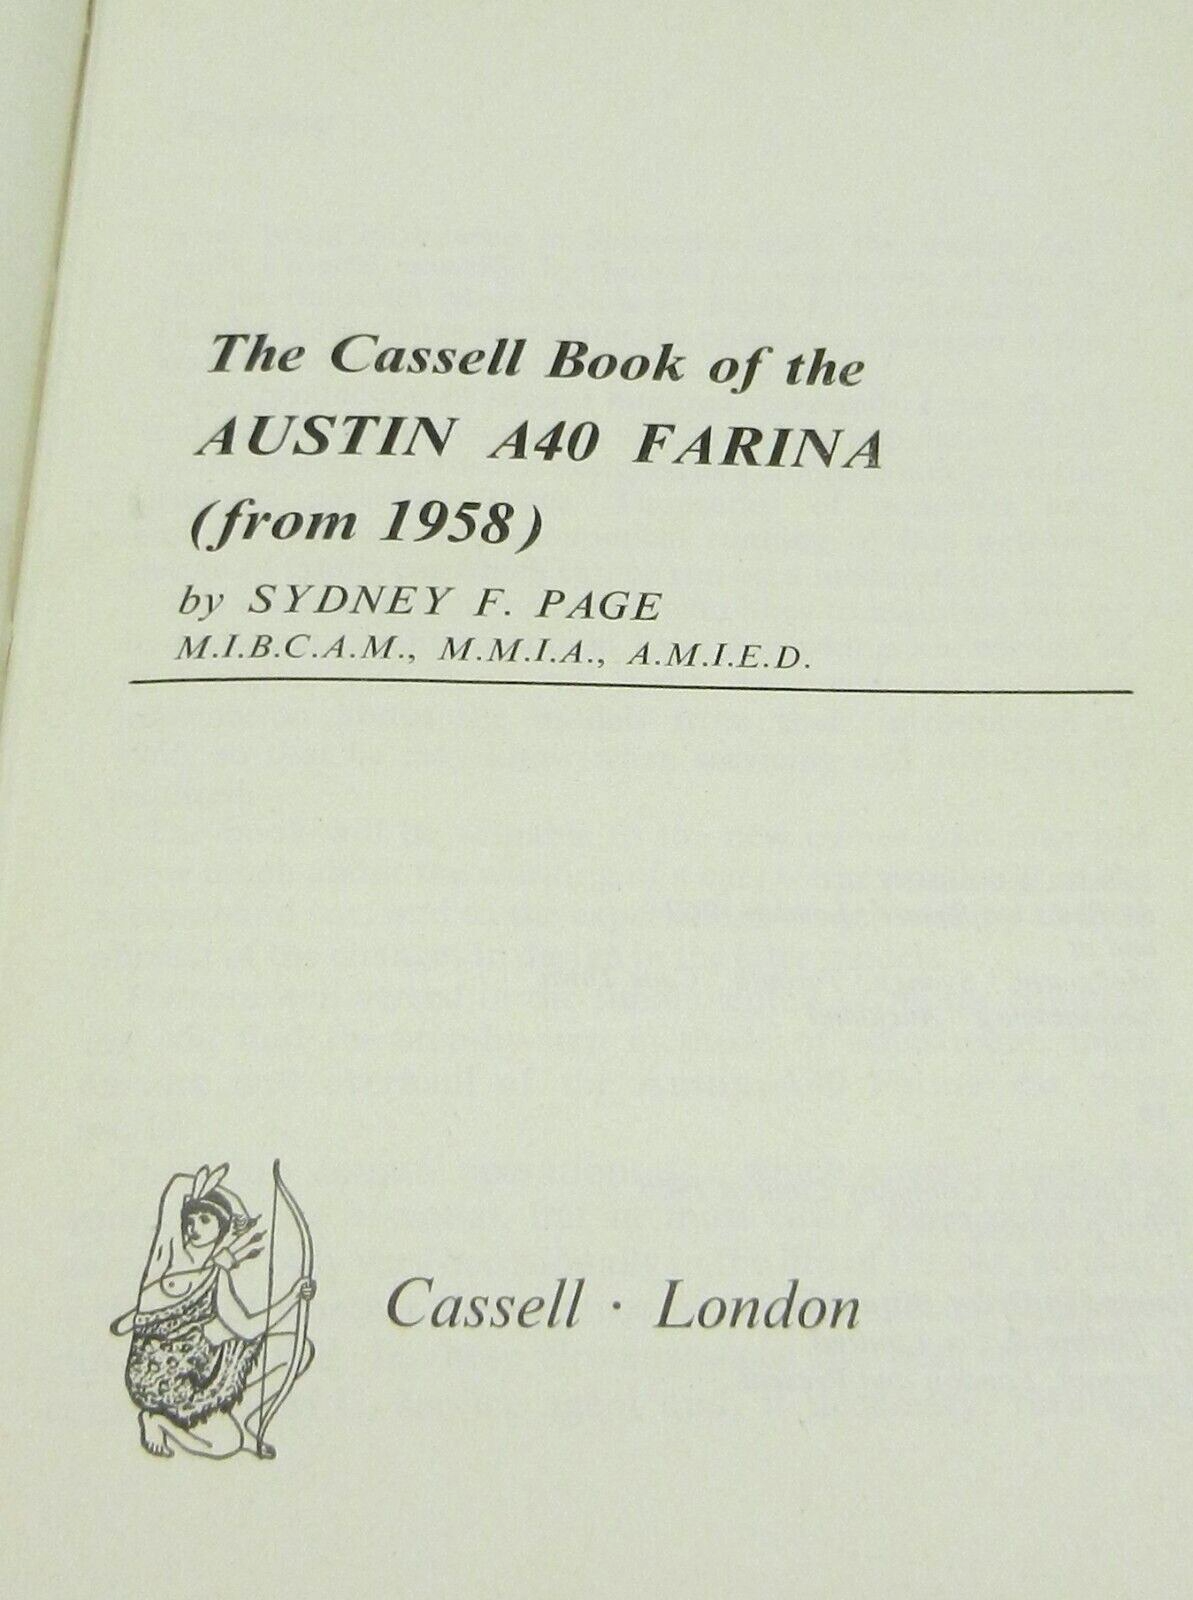 The Cassell Book of the
AUSTIN A40 FARINA
(from 1958)
by SYDNEY F. PAGE
M.I.B.C.A.M., M.M.I.A., A.M.I.E.D.
Cassell · London